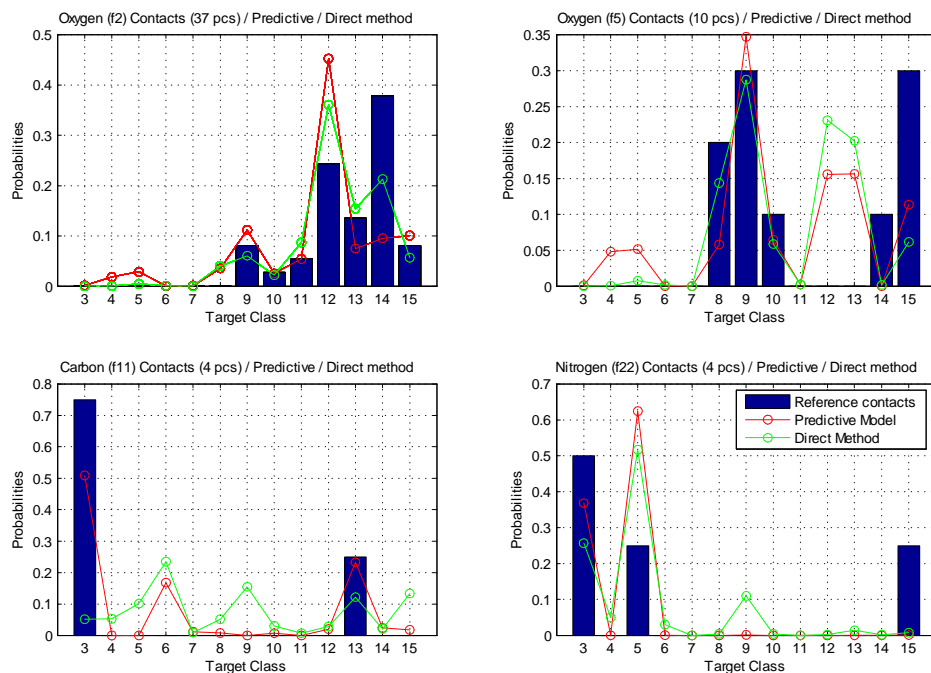 Oxygen (f2) Contacts (37 pcs) / Predictive / Direct method
0.5
0.4
0.3
0.2
0.1
0
Probabilities
3 4 5 6 7 8 9 10 11 12 13 14 15
Target Class
Oxygen (f5) Contacts (10 pcs) / Predictive / Direct method
0.35
0.3
0.25
0.2
0.15
0.1
0.05
0
Probabilities
3 4 5 6 7 8 9 10 11 12 13 14 15
Target Class
Carbon (f11) Contacts (4 pcs) / Predictive / Direct method
0.8
0.7
0.6
0.5
0.4
0.3
0.2
0.1
0
Probabilities
3 4 5 6 7 8 9 10 11 12 13 14 15
Target Class
Nitrogen (f22) Contacts (4 pcs) / Predictive / Direct method
0.7
0.6
0.5
0.4
0.3
0.2
0.1
0
Probabilities
Reference contacts
Predictive Model
Direct Method
3 4 5 6 7 8 9 10 11 12 13 14 15
Target Class